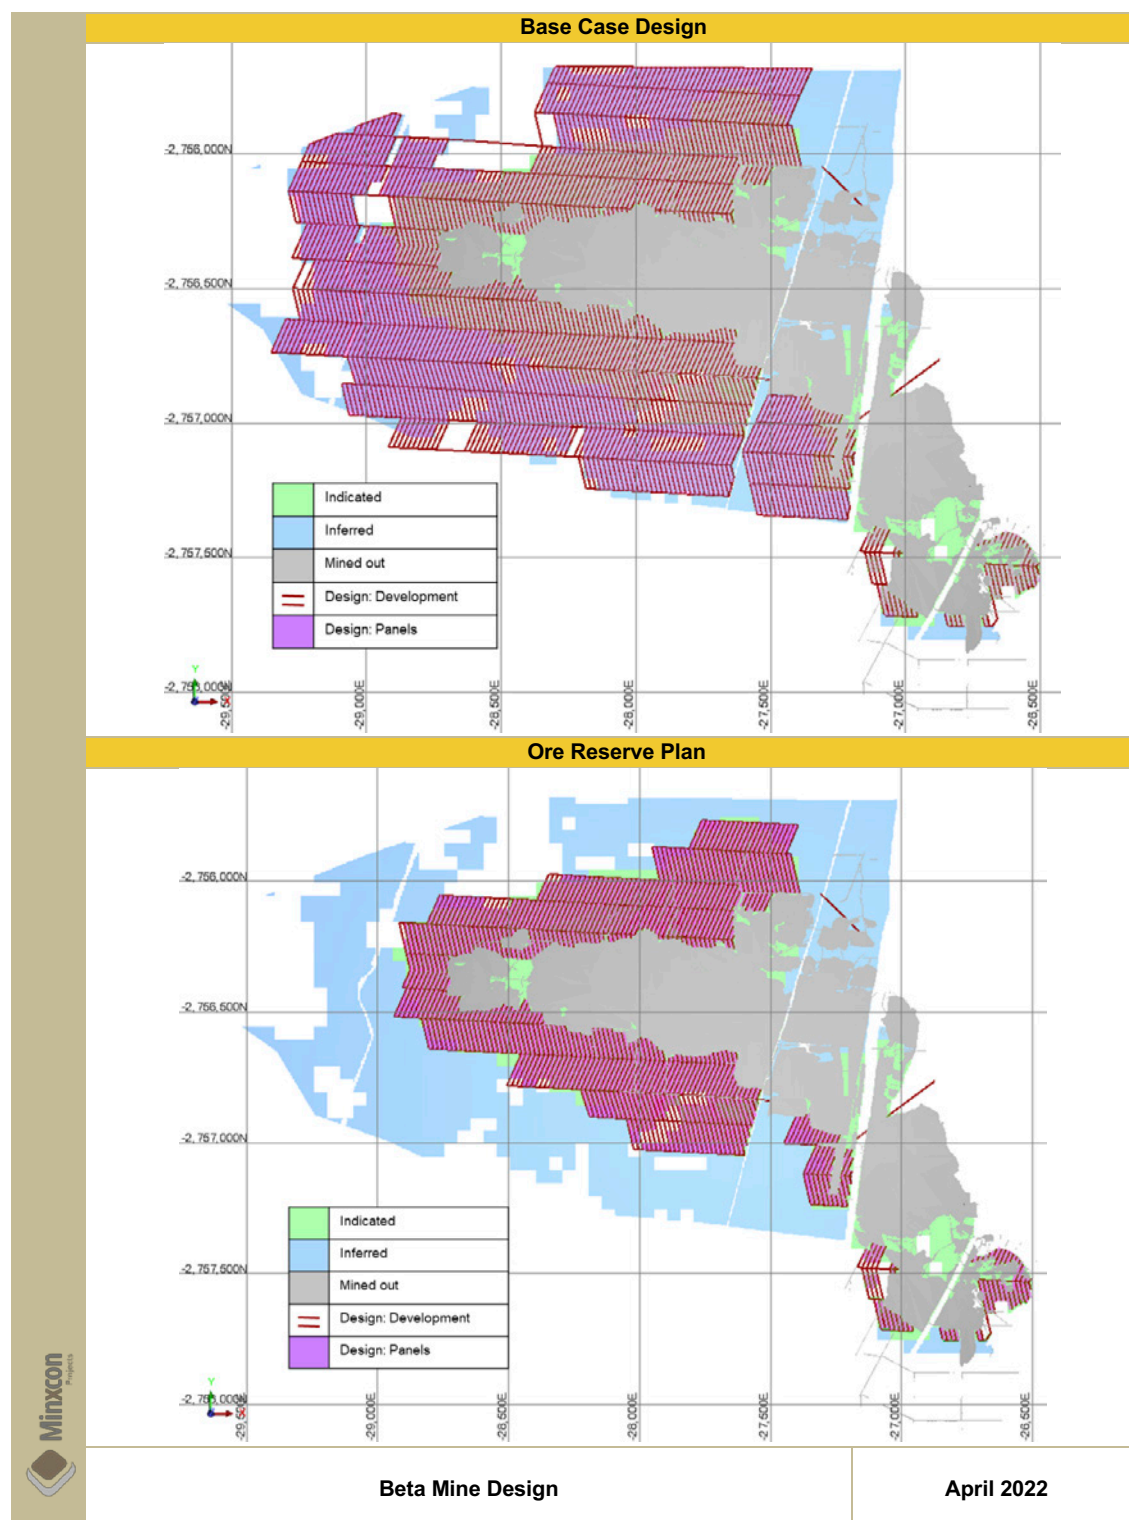 Base Case Design
-2,756,000N
-2,766,500N
-2,757,000N
Indicated
Inferred
Mined out
-2,757,500N
Design: Development
Design: Panels
Y
-29,000E
-28,500E
-28,000E
-27,500E
-27,000E
-26,500E
Ore Reserve Plan
-2,756,000N
-2,766,500N
-2,757,000N
Indicated
Inferred
-2,757,500N
Mined out
Design: Development
Design: Panels
Y
-29,000E
-28,500E
-28,000E
-27,500E
-27,000E
-26,500E
Minxcon
Projects
Beta Mine Design
April 2022